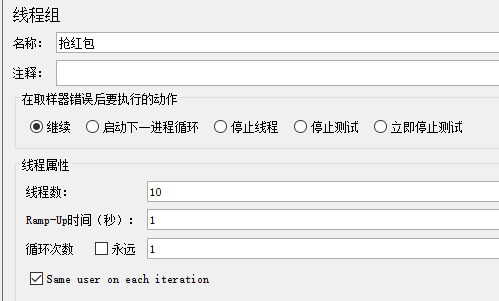 线程组
名称： 抢红包
注释：
在取样器错误后要执行的动作
继续 启动下一进程循环 停止线程 停止测试 立即停止测试
线程属性
线程数： 10
Ramp-Up时间（秒）： 1
循环次数 永远 1
Same user on each iteration